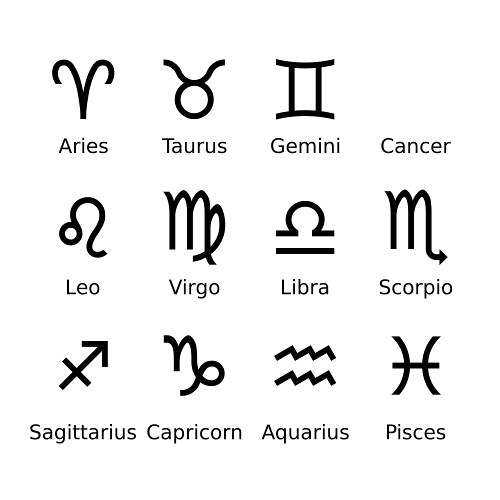 ♈ ♉ ♊
Aries Taurus Gemini Cancer
♌ ♍ ♎ ♏
Leo Virgo Libra Scorpio
♐ ♑ ♒ ♓
Sagittarius Capricorn Aquarius Pisces